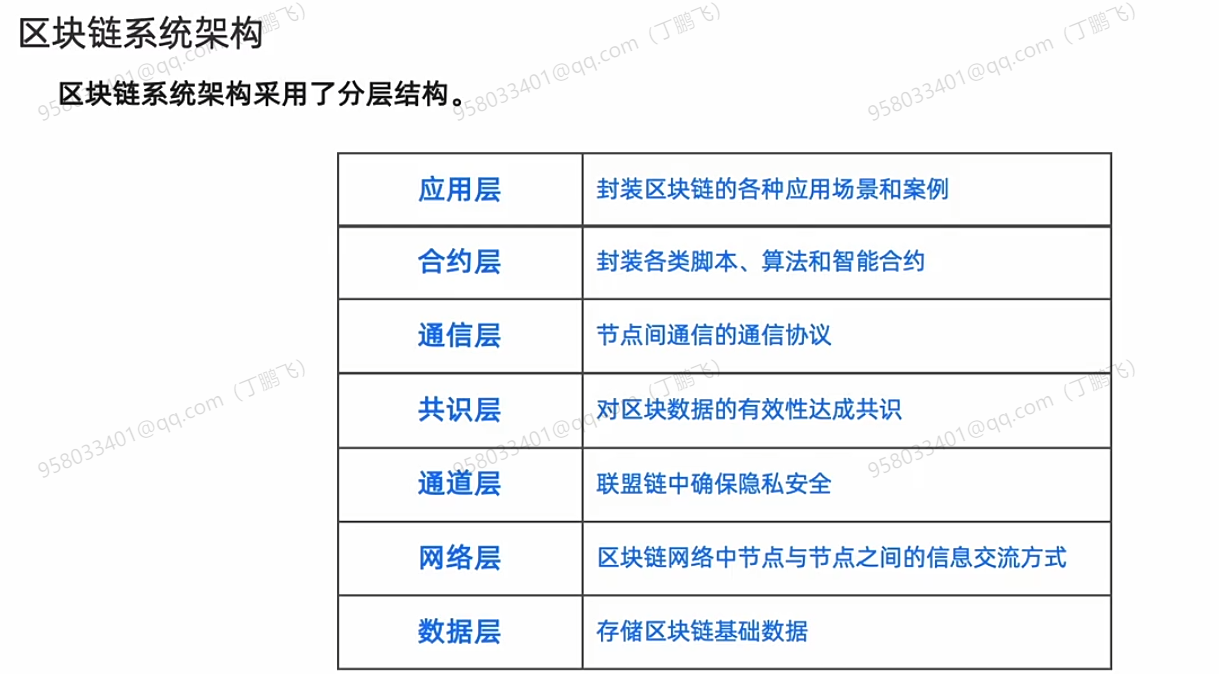 区块链系统架构
区块链系统架构采用了分层结构。
应用层 封装区块链的各种应用场景和案例
合约层 封装各类脚本、算法和智能合约
通信层 节点间通信的通信协议
共识层 对区块数据的有效性达成共识
通道层 联盟链中确保隐私安全
网络层 区块链网络中节点与节点之间的信息交流方式
数据层 存储区块链基础数据
958033401@qq.com（丁鹏飞）
958033401@qq.com（丁鹏飞）
958033401@qq.com（丁鹏飞）
958033401@qq.com（丁鹏飞）
958033401@qq.com（丁鹏飞）
958033401@qq.com（丁鹏飞）